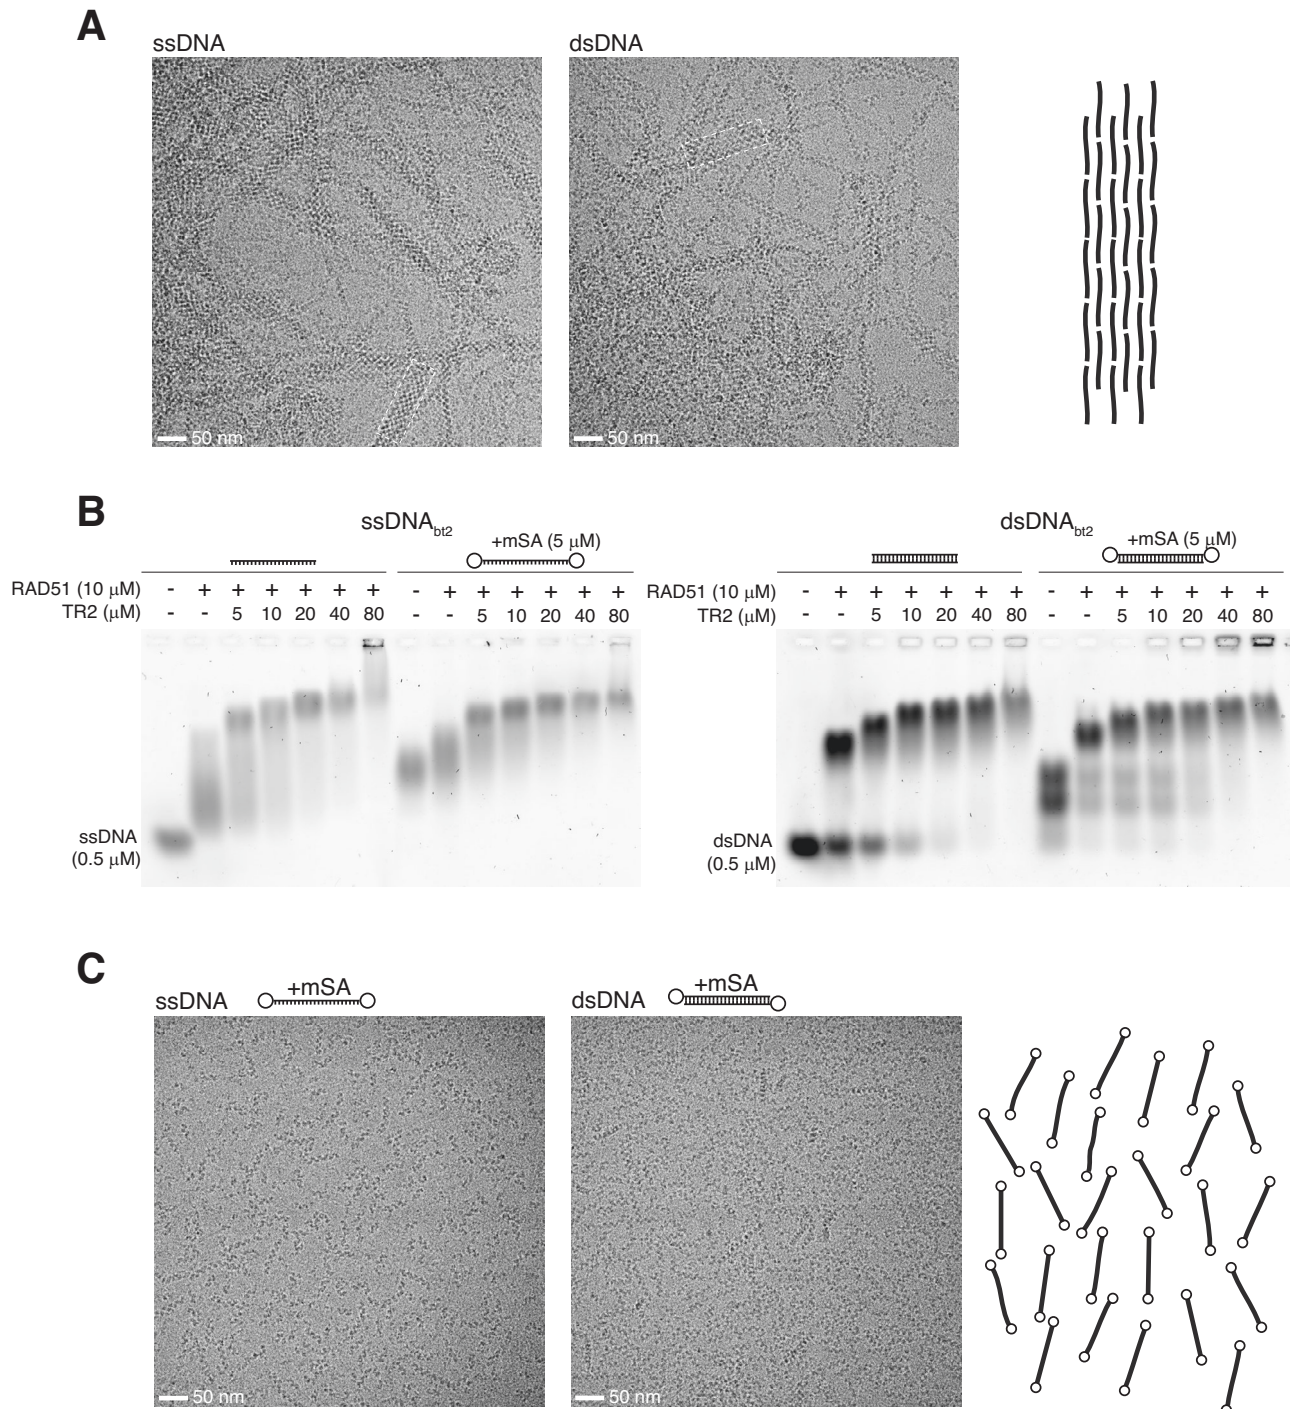 A
ssDNA dsDNA
50 nm 50 nm
B
ssDNAbt2 dsDNAbt2
+mSA (5 μM) +mSA (5 μM)
RAD51 (10 μM) - + + + + + + - + + + + + + RAD51 (10 μM) - + + + + + + - + + + + + +
TR2 (μM) - - 5 10 20 40 80 - - 5 10 20 40 80 TR2 (μM) - - 5 10 20 40 80 - - 5 10 20 40 80
ssDNA dsDNA
(0.5 μM) (0.5 μM)
C
ssDNA +mSA dsDNA +mSA
50 nm 50 nm